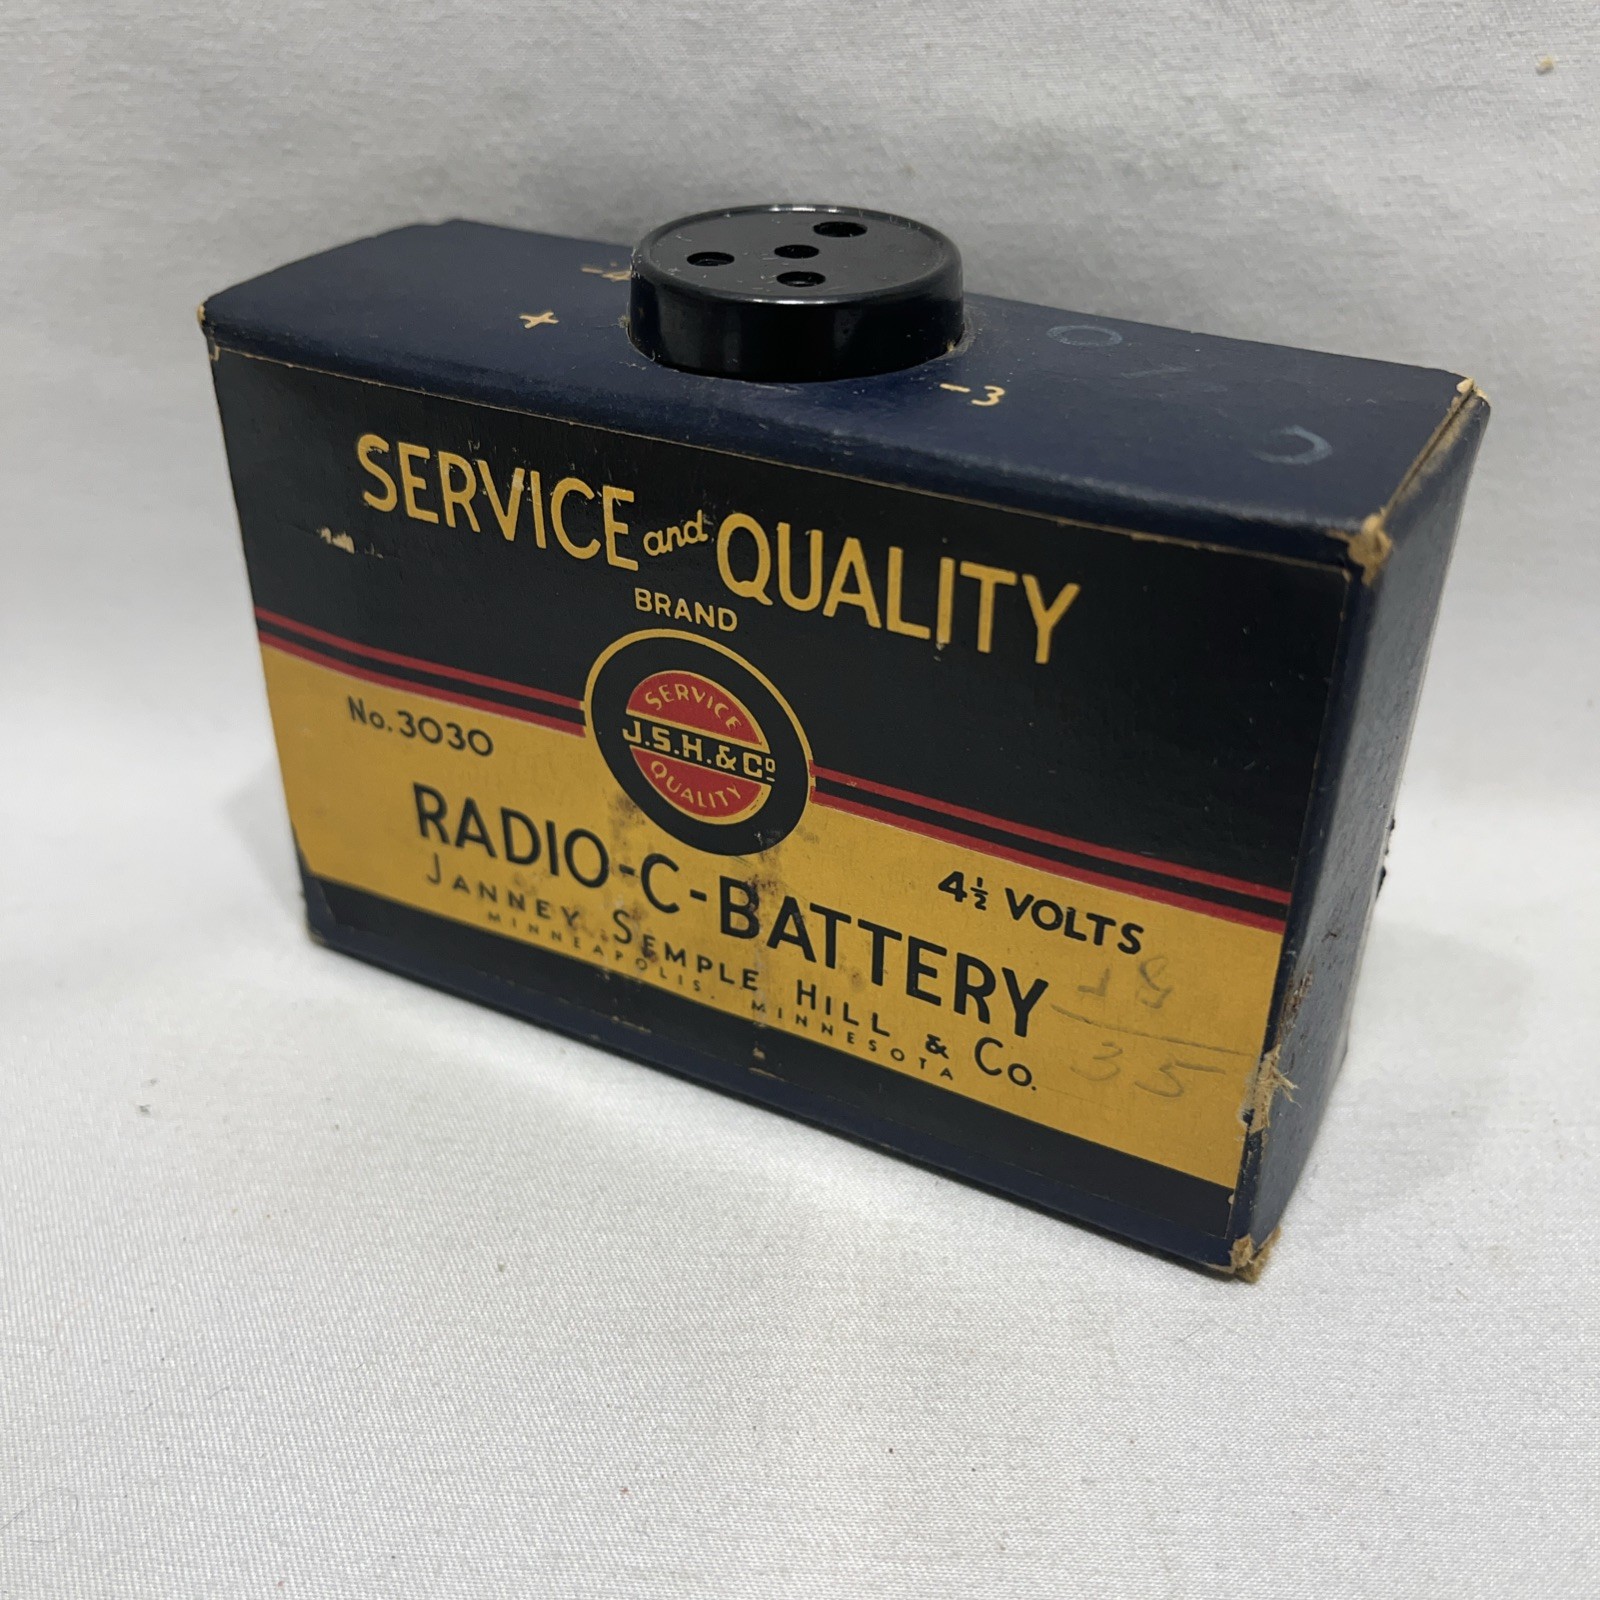 +
-3
SERVICE and QUALITY
BRAND
SERVICE
J.S.H.&Co
QUALITY
No. 3030
4½ VOLTS
RADIO-C-BATTERY
JANNEY SEMPLE HILL & Co.
MINNEAPOLIS, MINNESOTA
35